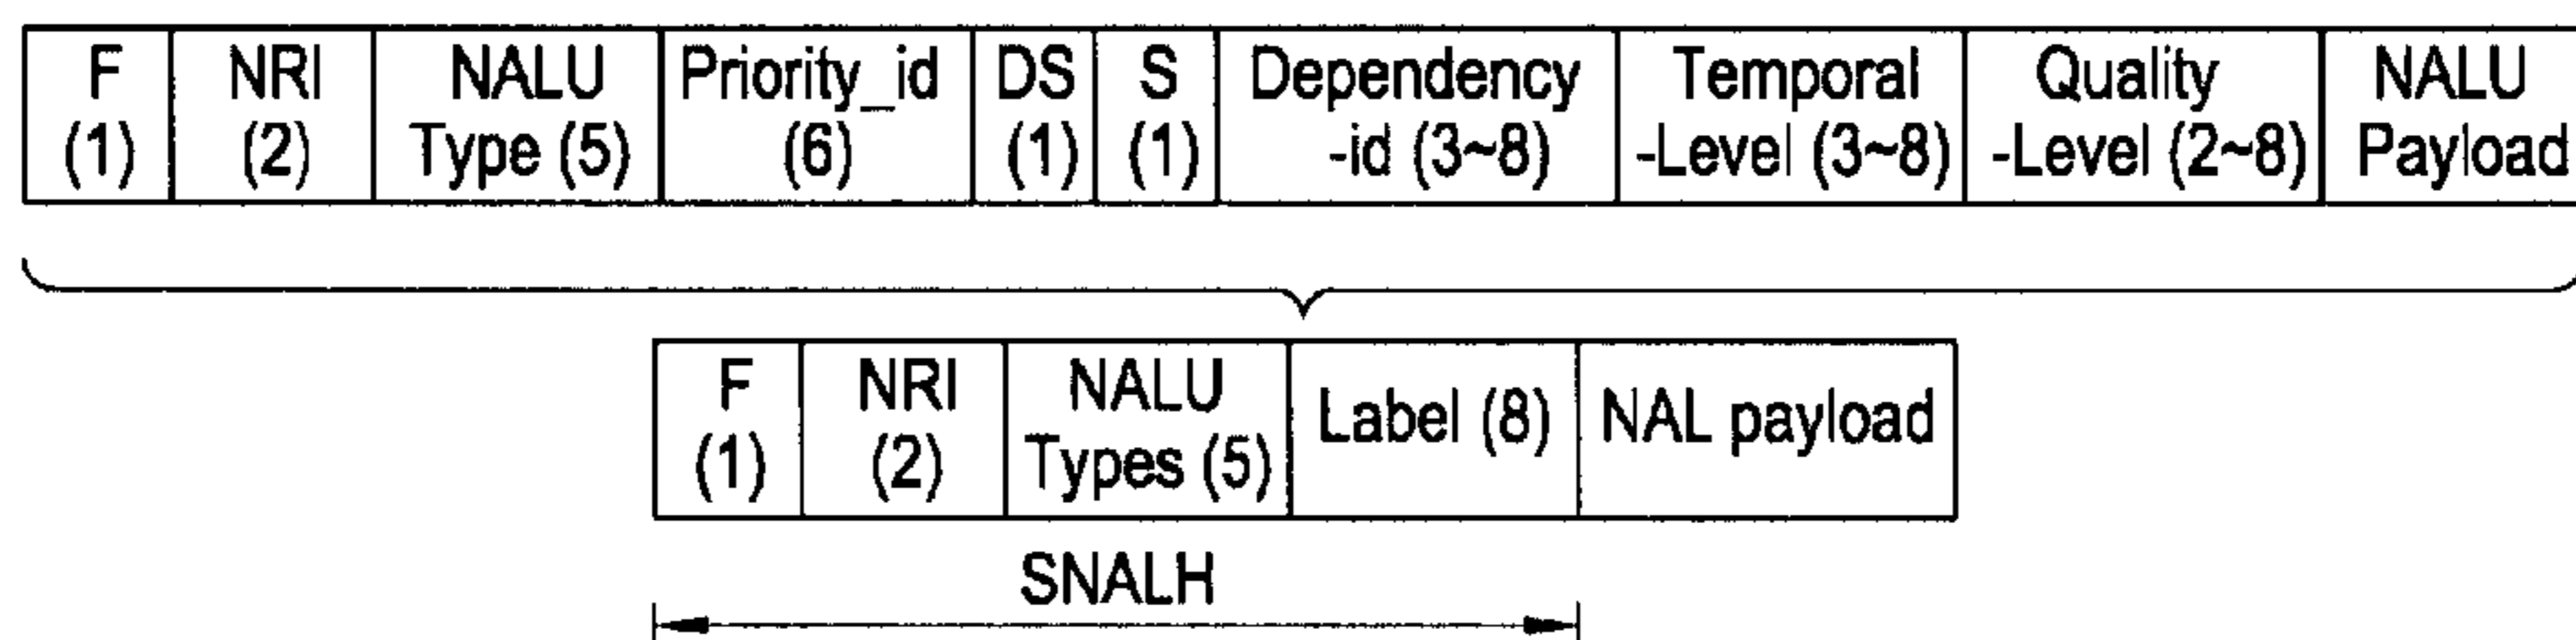 F NRI NALU Priority_id DS S Dependency Temporal Quality NALU
(1) (2) Type (5) (6) (1) (1) -id (3~8) -Level (3~8) -Level (2~8) Payload
F NRI NALU Label (8) NAL payload
(1) (2) Types (5)
SNALH